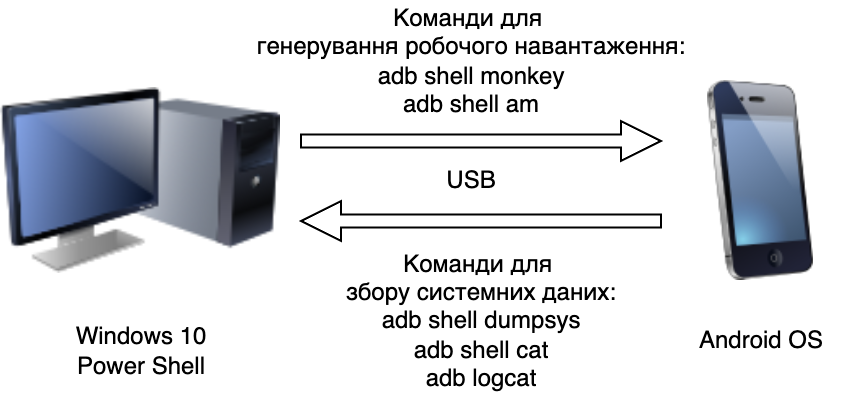 Команди для
генерування робочого навантаження:
adb shell monkey
adb shell am
USB
Команди для
збору системних даних:
adb shell dumpsys
adb shell cat
adb logcat
Windows 10
Power Shell
Android OS